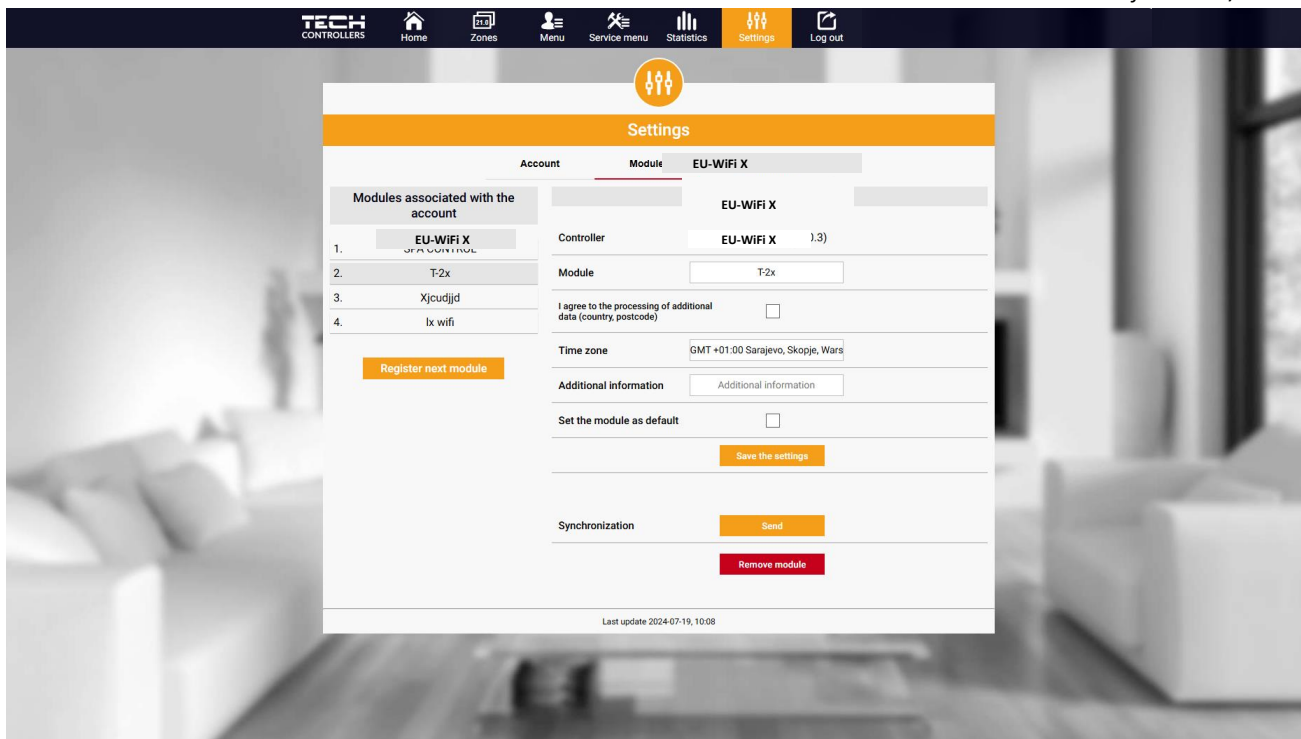 TECH
CONTROLLERS
Home
21.0
Zones
Menu
Service menu
Statistics
Settings
Log out
Settings
Account
Module
EU-WiFi X
Modules associated with the
account
EU-WiFi X
EU-WiFi X
1.
SPA CONTROL
Controller
EU-WiFi X
0.3)
2.
T-2x
Module
T-2x
3.
Xjcudjjd
I agree to the processing of additional
data (country, postcode)
4.
lx wifi
Time zone
GMT +01:00 Sarajevo, Skopje, Wars
Register next module
Additional information
Additional information
Set the module as default
Save the settings
Synchronization
Send
Remove module
Last update 2024-07-19, 10:08